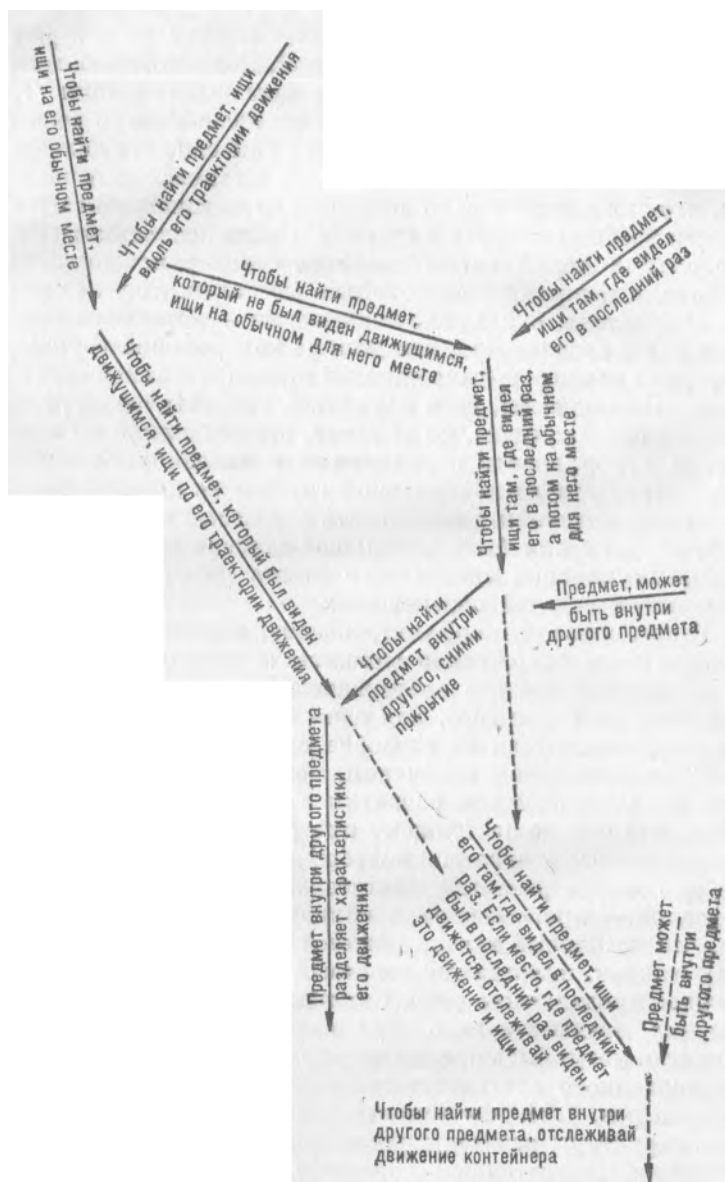 Чтобы найти предмет,
ищи на его обычном
месте
Чтобы найти предмет, ищи
вдоль его траектории движения
Чтобы найти предмет,
который не был виден движущимся,
ищи на обычном для него месте
Чтобы найти предмет,
ищи там, где виден
его в последний раз
Чтобы найти предмет,
ищи там, где виден
его в последний раз,
а потом на обычном
для него месте
Чтобы найти предмет, который был виден
движущимся, ищи по его траектории движения
Предмет, может
быть внутри
другого предмета
Чтобы найти
предмет внутри
другого, сними
покрытие
Предмет внутри другого предмета
разделяет характеристики
его движения
Чтобы найти предмет, ищи
его там, где видел в последний
раз. Если место, где предмет
был в последний раз виден,
движется, отслеживай
это движение и ищи
Предмет может
быть внутри
другого предмета
Чтобы найти предмет внутри
другого предмета, отслеживай
движение контейнера